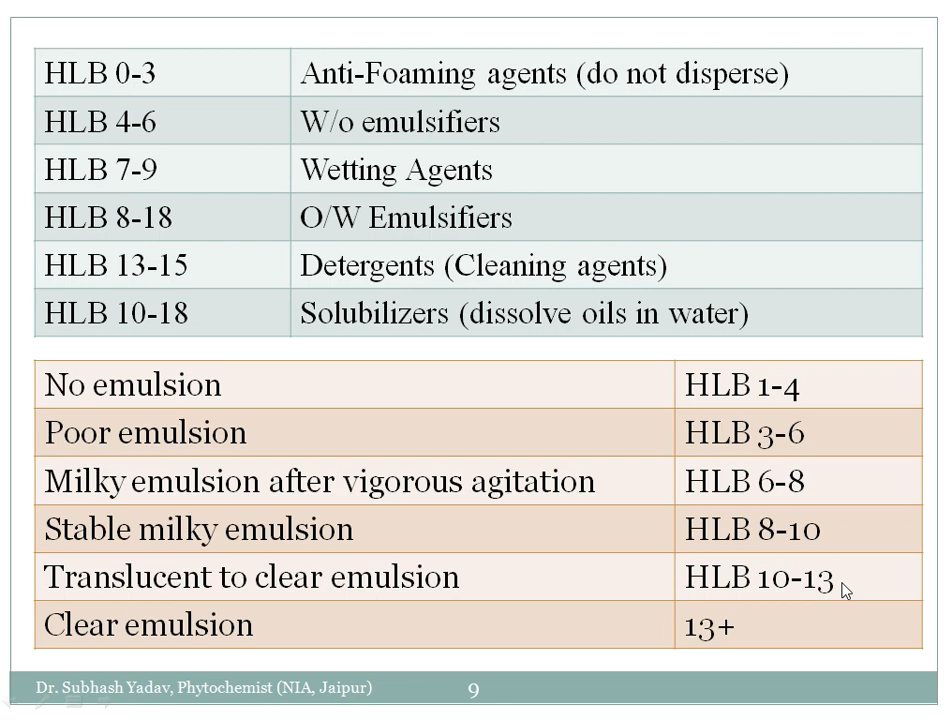 HLB 0-3 Anti-Foaming agents (do not disperse)
HLB 4-6 W/o emulsifiers
HLB 7-9 Wetting Agents
HLB 8-18 O/W Emulsifiers
HLB 13-15 Detergents (Cleaning agents)
HLB 10-18 Solubilizers (dissolve oils in water)
No emulsion HLB 1-4
Poor emulsion HLB 3-6
Milky emulsion after vigorous agitation HLB 6-8
Stable milky emulsion HLB 8-10
Translucent to clear emulsion HLB 10-13
Clear emulsion 13+
Dr. Subhash Yadav, Phytochemist (NIA, Jaipur) 9